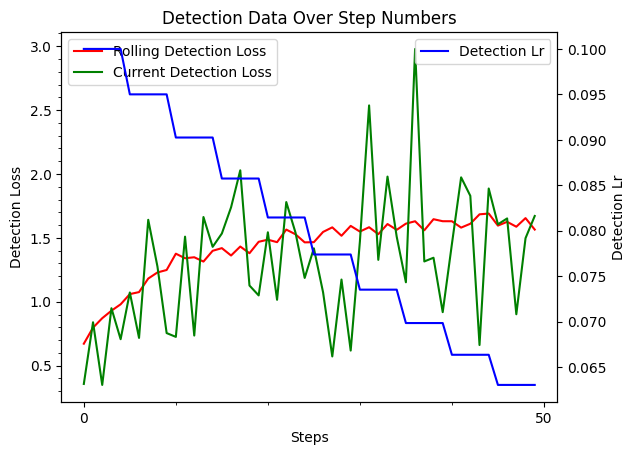 Detection Data Over Step Numbers
Rolling Detection Loss
Current Detection Loss
Detection Lr
3.0
2.5
2.0
1.5
1.0
0.5
Detection Loss
0.100
0.095
0.090
0.085
0.080
0.075
0.070
0.065
Detection Lr
0
50
Steps